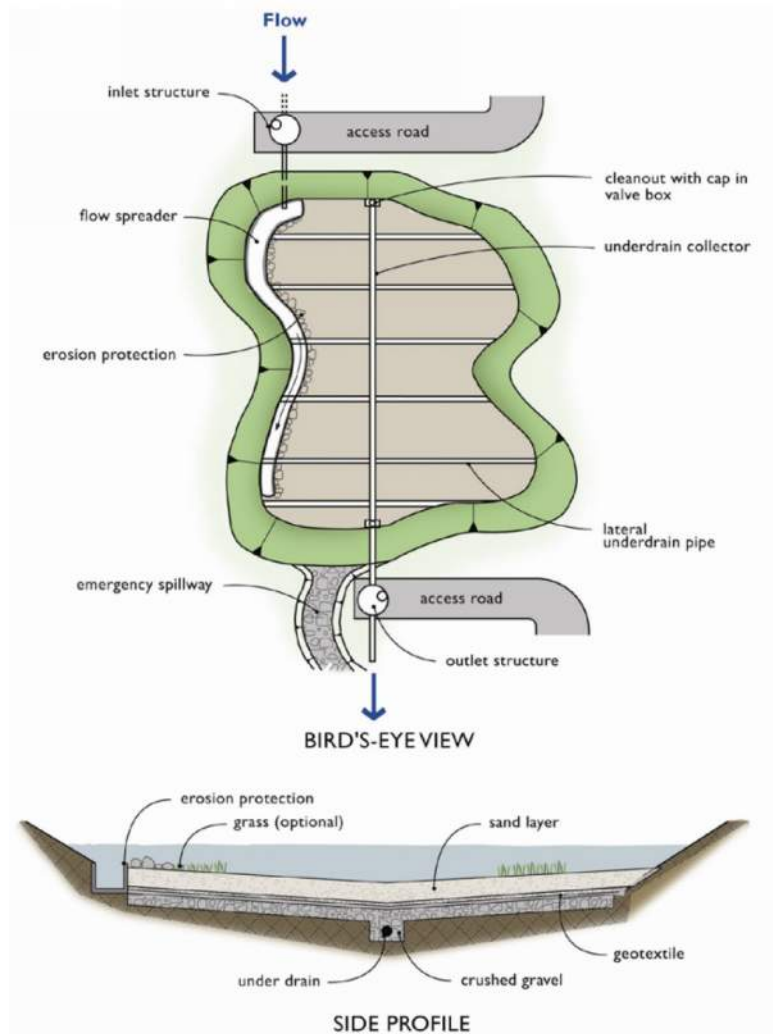 Flow
inlet structure
access road
cleanout with cap in
valve box
flow spreader
underdrain collector
erosion protection
lateral
underdrain pipe
emergency spillway
access road
outlet structure
BIRD'S-EYE VIEW
erosion protection
grass (optional)
sand layer
geotextile
under drain
crushed gravel
SIDE PROFILE